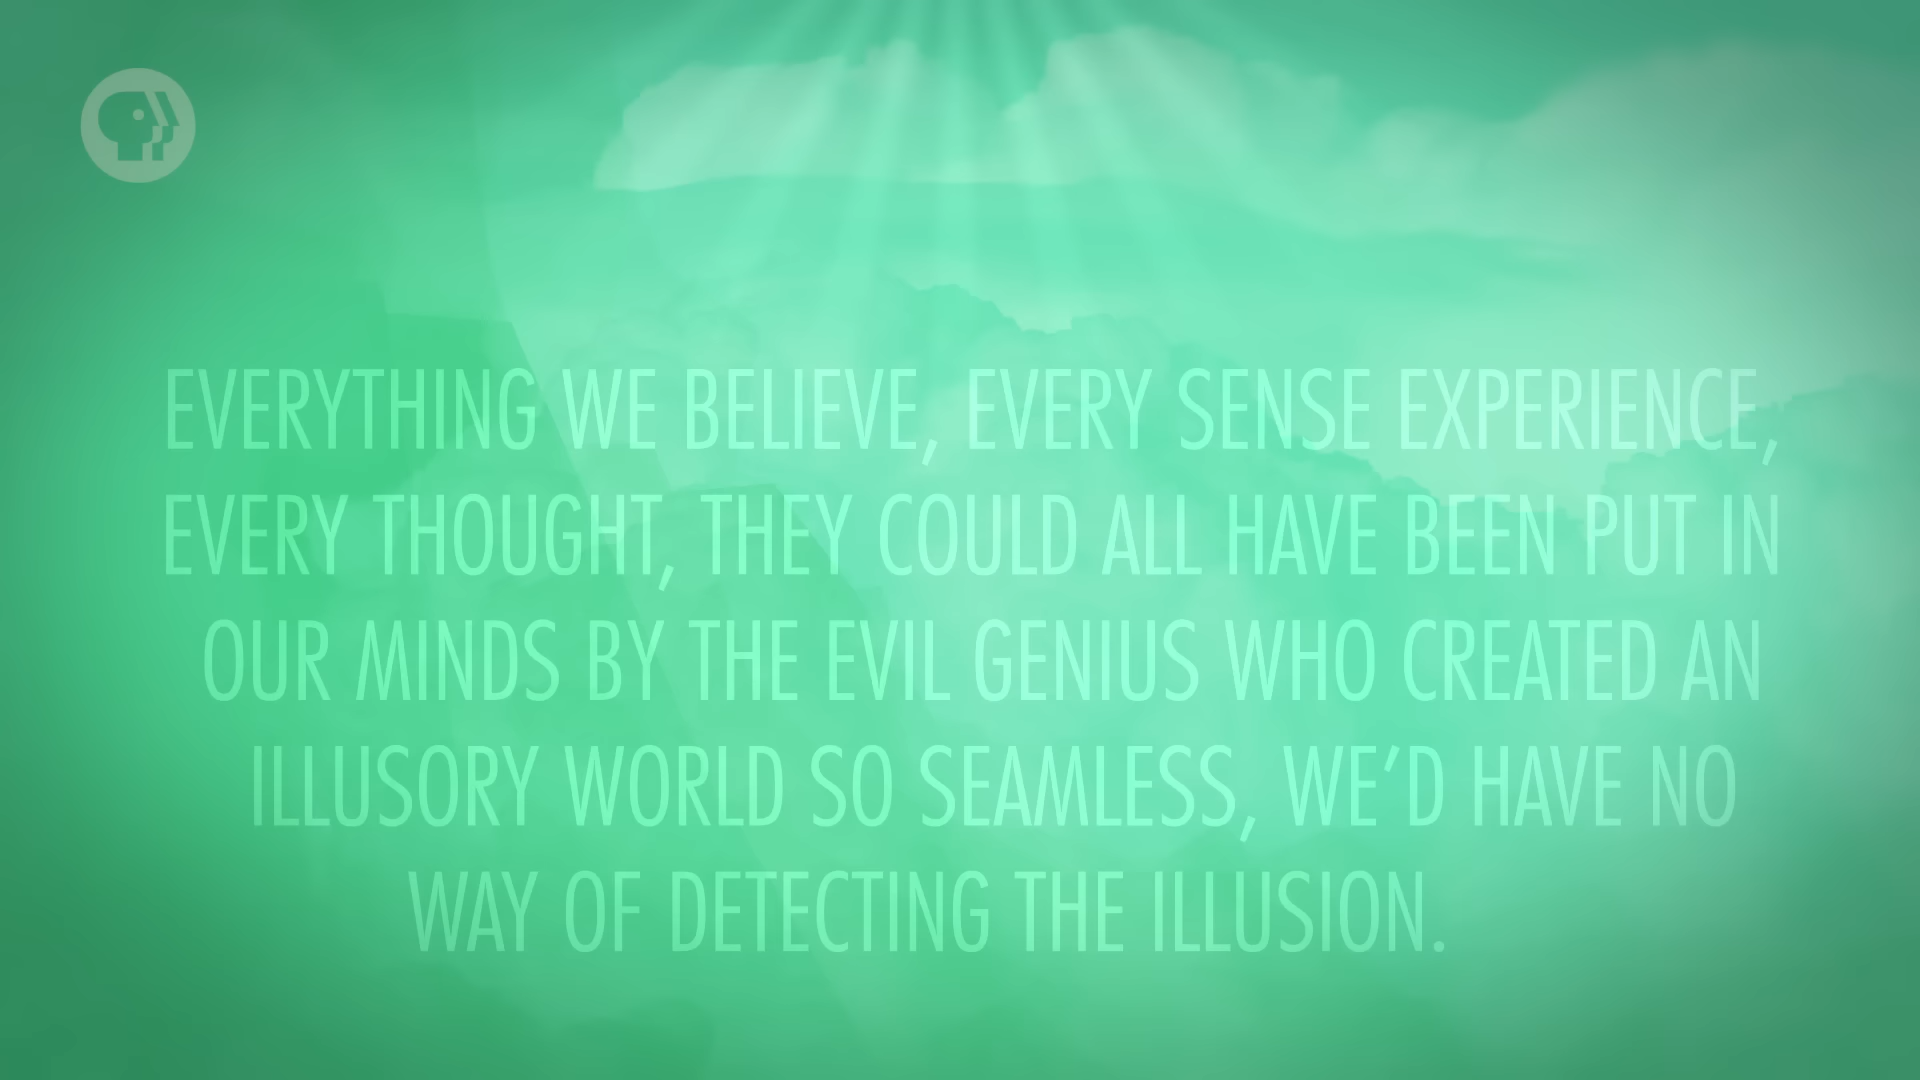 EVERYTHING WE BELIEVE, EVERY SENSE EXPERIENCE,
EVERY THOUGHT, THEY COULD ALL HAVE BEEN PUT IN
OUR MINDS BY THE EVIL GENIUS WHO CREATED AN
ILLUSORY WORLD SO SEAMLESS, WE'D HAVE NO
WAY OF DETECTING THE ILLUSION.